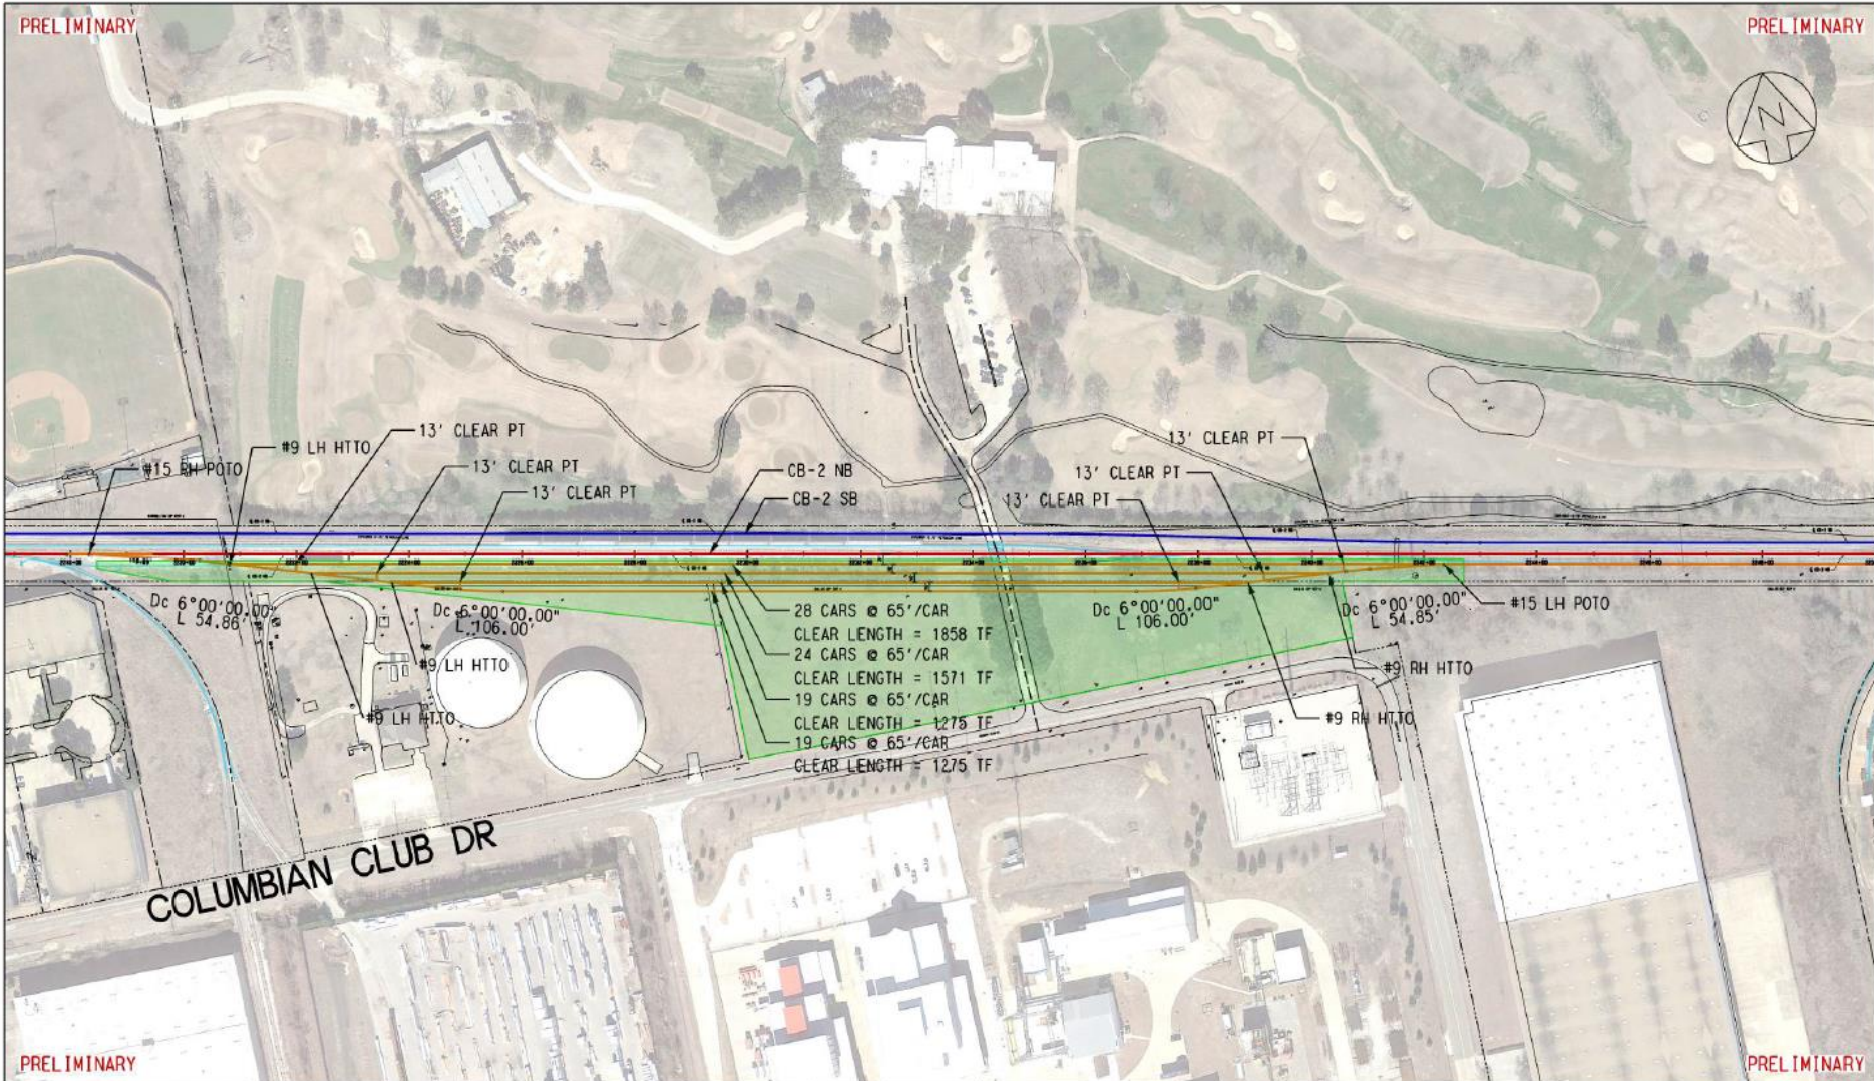 PRELIMINARY
PRELIMINARY
N
13' CLEAR PT
#9 LH HTTO
13' CLEAR PT
#15 RH POTO
13' CLEAR PT
13' CLEAR PT
CB-2 NB
13' CLEAR PT
13' CLEAR PT
CB-2 SB
Dc 6°00'00.00"
L 54.86'
Dc 6°00'00.00"
L 106.00'
28 CARS @ 65'/CAR
CLEAR LENGTH = 1858 TF
24 CARS @ 65'/CAR
CLEAR LENGTH = 1571 TF
19 CARS @ 65'/CAR
CLEAR LENGTH = 1275 TF
19 CARS @ 65'/CAR
CLEAR LENGTH = 1275 TF
Dc 6°00'00.00"
L 106.00'
Dc 6°00'00.00"
L 54.85'
#15 LH POTO
#9 LH HTTO
#9 RH HTTO
#9 LH HTTO
#9 RH HTTO
COLUMBIAN CLUB DR
PRELIMINARY
PRELIMINARY